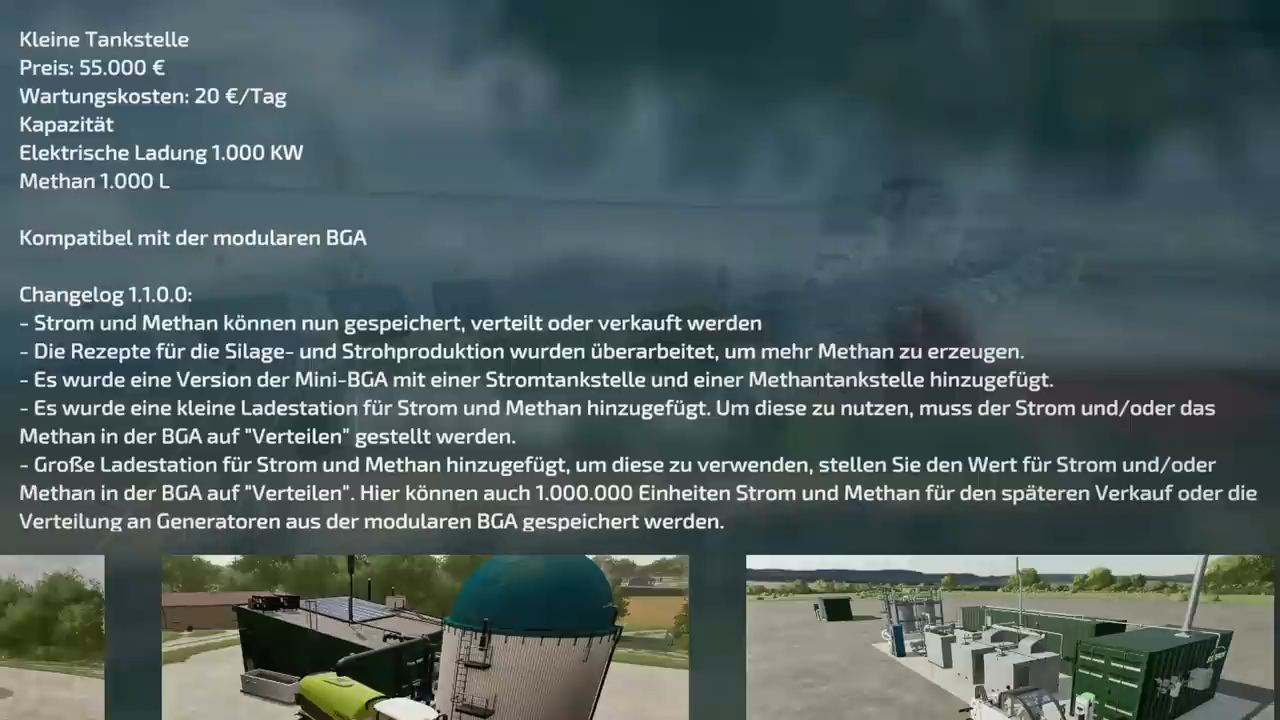 Kleine Tankstelle
Preis: 55.000 €
Wartungskosten: 20 €/Tag
Kapazität
Elektrische Ladung 1.000 KW
Methan 1.000 L
Kompatibel mit der modularen BGA
Changelog 1.1.0.0:
- Strom und Methan können nun gespeichert, verteilt oder verkauft werden
- Die Rezepte für die Silage- und Strohproduktion wurden überarbeitet, um mehr Methan zu erzeugen.
- Es wurde eine Version der Mini-BGA mit einer Stromtankstelle und einer Methantankstelle hinzugefügt.
- Es wurde eine kleine Ladestation für Strom und Methan hinzugefügt. Um diese zu nutzen, muss der Strom und/oder das
Methan in der BGA auf "Verteilen" gestellt werden.
- Große Ladestation für Strom und Methan hinzugefügt, um diese zu verwenden, stellen Sie den Wert für Strom und/oder
Methan in der BGA auf "Verteilen". Hier können auch 1.000.000 Einheiten Strom und Methan für den späteren Verkauf oder die
Verteilung an Generatoren aus der modularen BGA gespeichert werden.